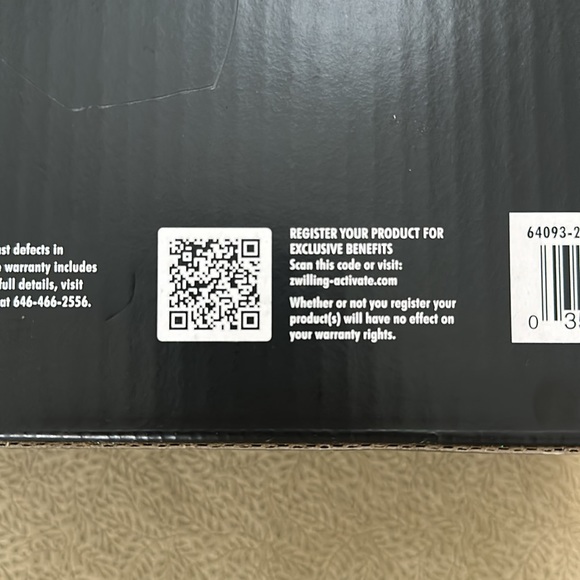 st defects in
warranty includes
full details, visit
at 646-466-2556.
REGISTER YOUR PRODUCT FOR
EXCLUSIVE BENEFITS
Scan this code or visit:
zwilling-activate.com
Whether or not you register your
product(s) will have no effect on
your warranty rights.
64093-2
0 3